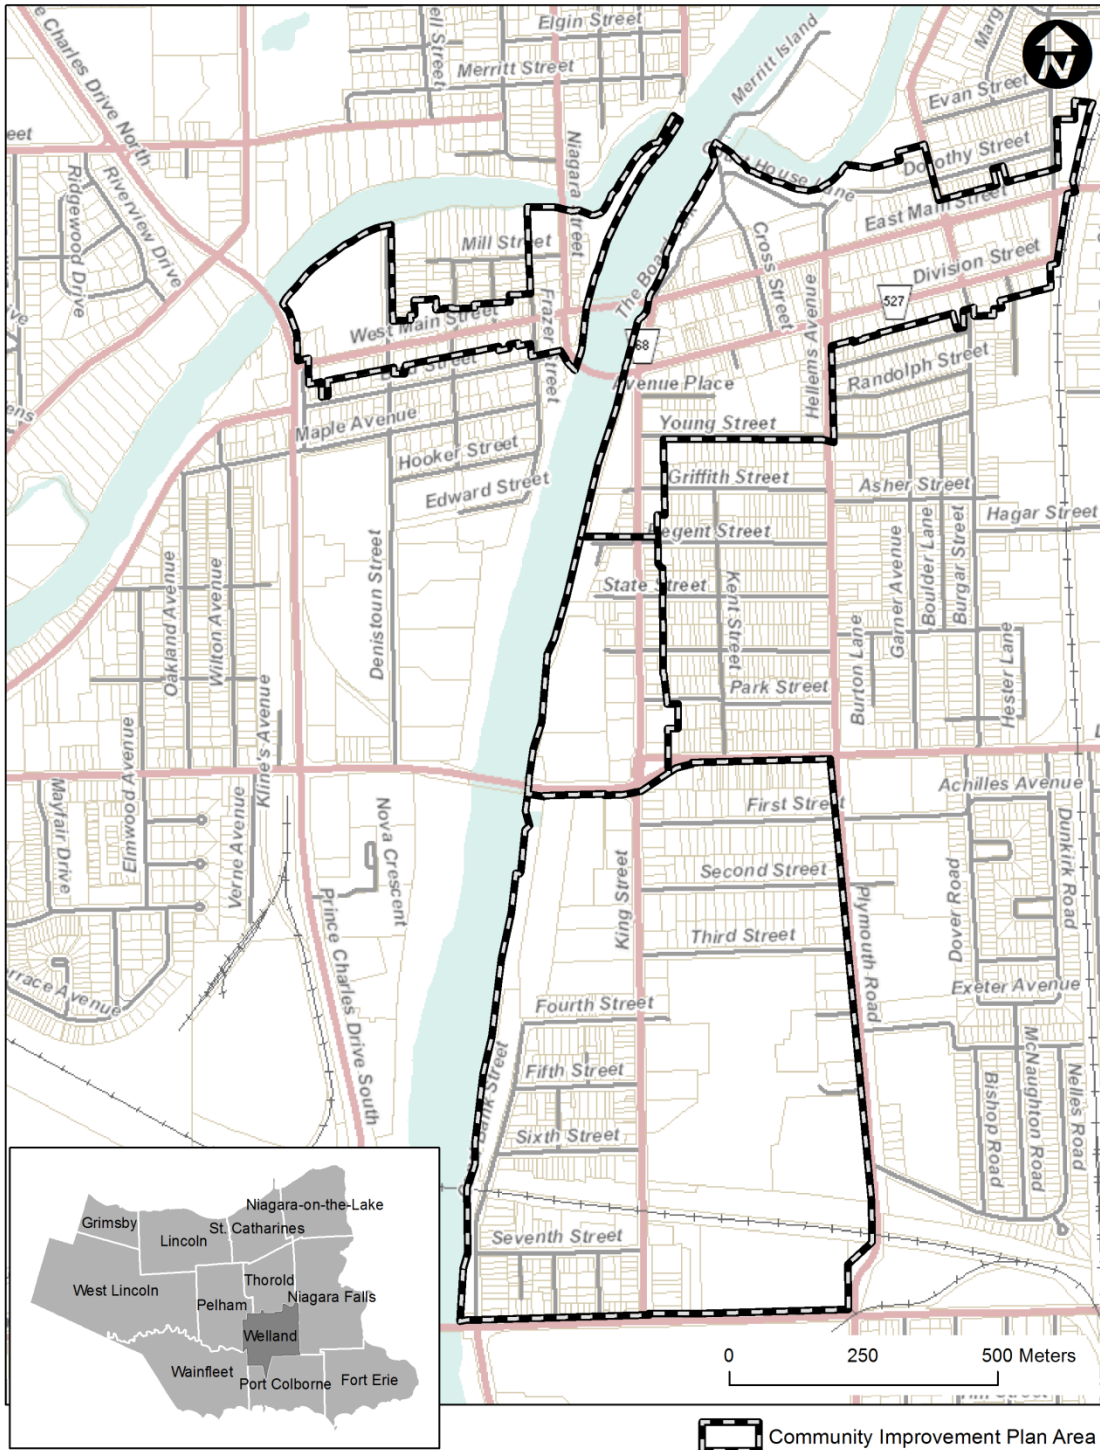 Elgin Street
Merritt Street
Merritt Island
N
Evan Street
Dorothy Street
Court House Lane
East Main Street
Division Street
527
Cross Street
Hellems Avenue
Randolph Street
Charles Drive North
Riverview Drive
Ridgewood Drive
Niagara Street
Mill Street
West Main Street
Frazer Street
68
Avenue Place
Young Street
Maple Avenue
Hooker Street
Edward Street
Griffith Street
Asher Street
Hagar Street
Regent Street
State Street
Kent Street
Garner Avenue
Boulder Lane
Burgar Street
Oakland Avenue
Wilton Avenue
Denistoun Street
Park Street
Burton Lane
Hester Lane
Kline's Avenue
Elmwood Avenue
Mayfair Drive
Verne Avenue
Nova Crescent
First Street
Achilles Avenue
Second Street
King Street
Third Street
Plymouth Road
Dover Road
Dunkirk Road
Exeter Avenue
Prince Charles Drive South
Fourth Street
Fifth Street
Bank Street
Sixth Street
McNaughton Road
Bishop Road
Nelles Road
Seventh Street
Grimsby
Lincoln
St. Catharines
Niagara-on-the-Lake
West Lincoln
Thorold
Pelham
Niagara Falls
Welland
Wainfleet
Port Colborne
Fort Erie
0 250 500 Meters
Community Improvement Plan Area